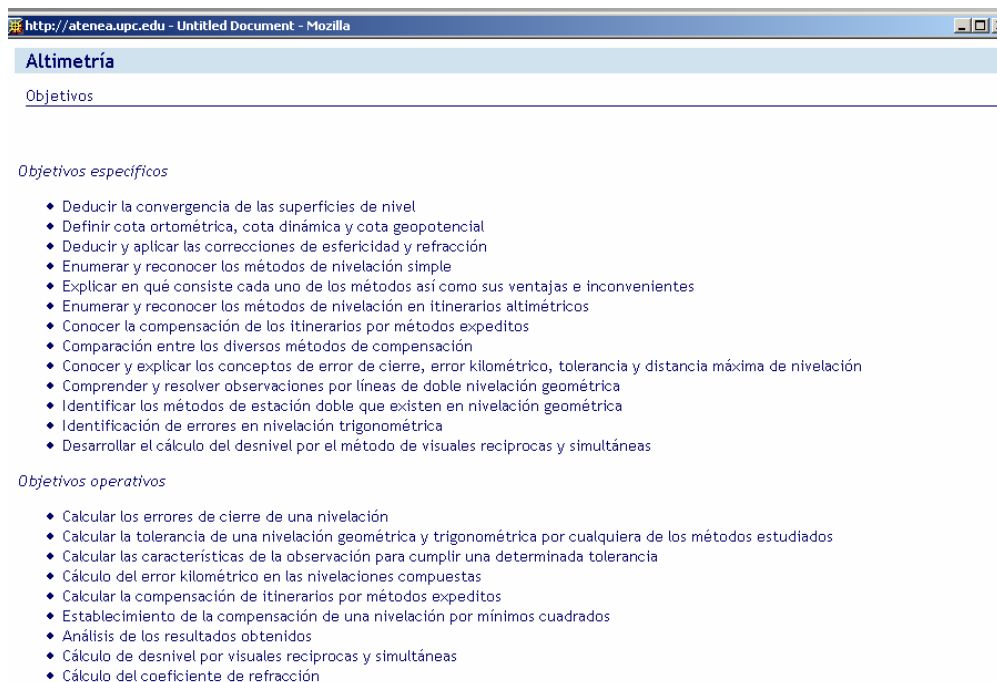 http://atenea.upc.edu - Untitled Document - Mozilla
Altimetría
Objetivos
Objetivos específicos
Deducir la convergencia de las superficies de nivel
Definir cota ortométrica, cota dinámica y cota geopotencial
Deducir y aplicar las correcciones de esfericidad y refracción
Enumerar y reconocer los métodos de nivelación simple
Explicar en qué consiste cada uno de los métodos así como sus ventajas e inconvenientes
Enumerar y reconocer los métodos de nivelación en itinerarios altimétricos
Conocer la compensación de los itinerarios por métodos expeditos
Comparación entre los diversos métodos de compensación
Conocer y explicar los conceptos de error de cierre, error kilométrico, tolerancia y distancia máxima de nivelación
Comprender y resolver observaciones por líneas de doble nivelación geométrica
Identificar los métodos de estación doble que existen en nivelación geométrica
Identificación de errores en nivelación trigonométrica
Desarrollar el cálculo del desnivel por el método de visuales reciprocas y simultáneas
Objetivos operativos
Calcular los errores de cierre de una nivelación
Calcular la tolerancia de una nivelación geométrica y trigonométrica por cualquiera de los métodos estudiados
Calcular las características de la observación para cumplir una determinada tolerancia
Cálculo del error kilométrico en las nivelaciones compuestas
Calcular la compensación de itinerarios por métodos expeditos
Establecimiento de la compensación de una nivelación por mínimos cuadrados
Análisis de los resultados obtenidos
Cálculo de desnivel por visuales reciprocas y simultáneas
Cálculo del coeficiente de refracción